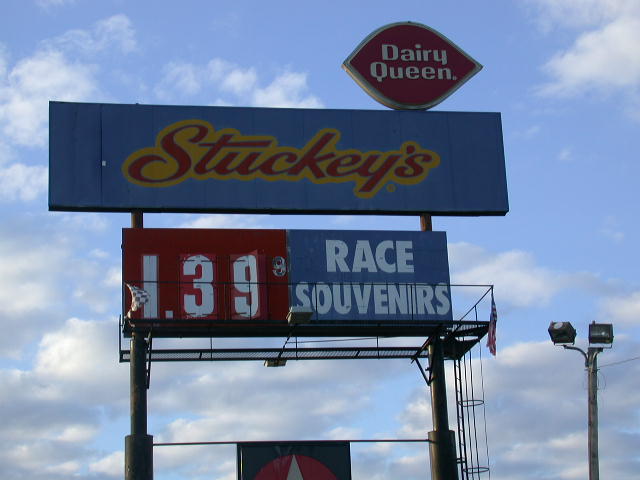 Dairy
Queen®
Stuckey's®
1.39 9
RACE
SOUVENIRS